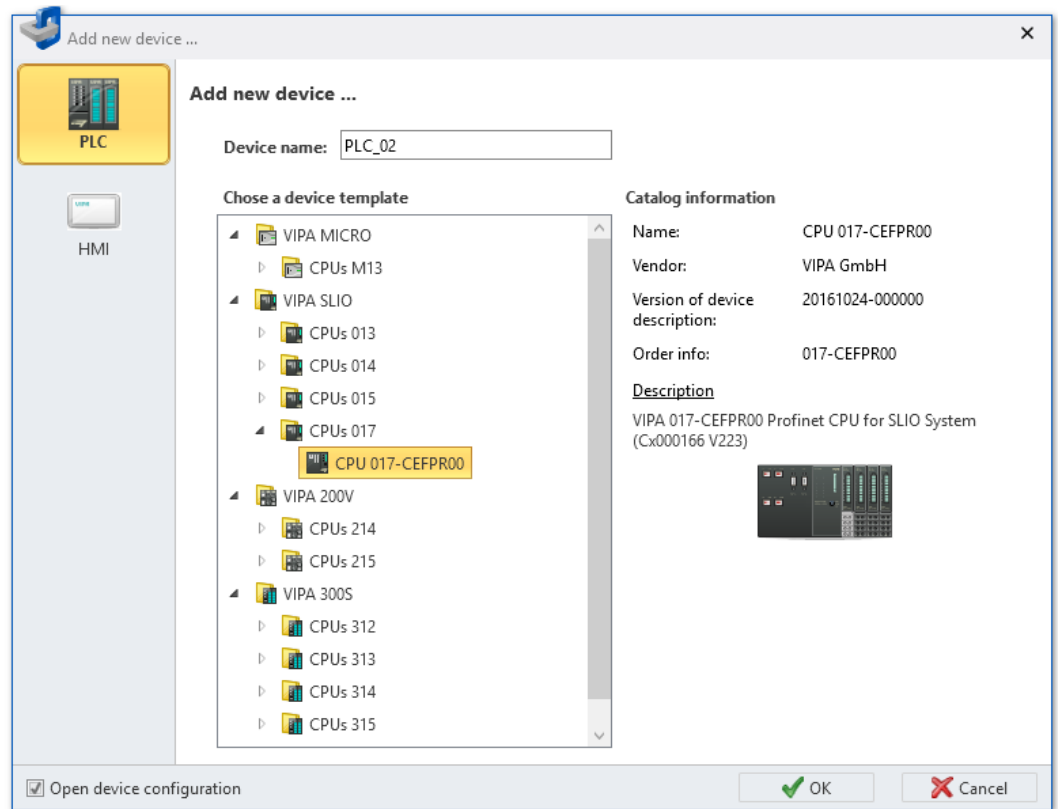 Add new device ...
PLC
HMI
Add new device ...
Device name: PLC_02
Chose a device template
VIPA MICRO
CPUs M13
VIPA SLIO
CPUs 013
CPUs 014
CPUs 015
CPUs 017
CPU 017-CEFPR00
VIPA 200V
CPUs 214
CPUs 215
VIPA 300S
CPUs 312
CPUs 313
CPUs 314
CPUs 315
Catalog information
Name: CPU 017-CEFPR00
Vendor: VIPA GmbH
Version of device 20161024-000000
description:
Order info: 017-CEFPR00
Description
VIPA 017-CEFPR00 Profinet CPU for SLIO System
(Cx000166 V223)
Open device configuration
OK
Cancel